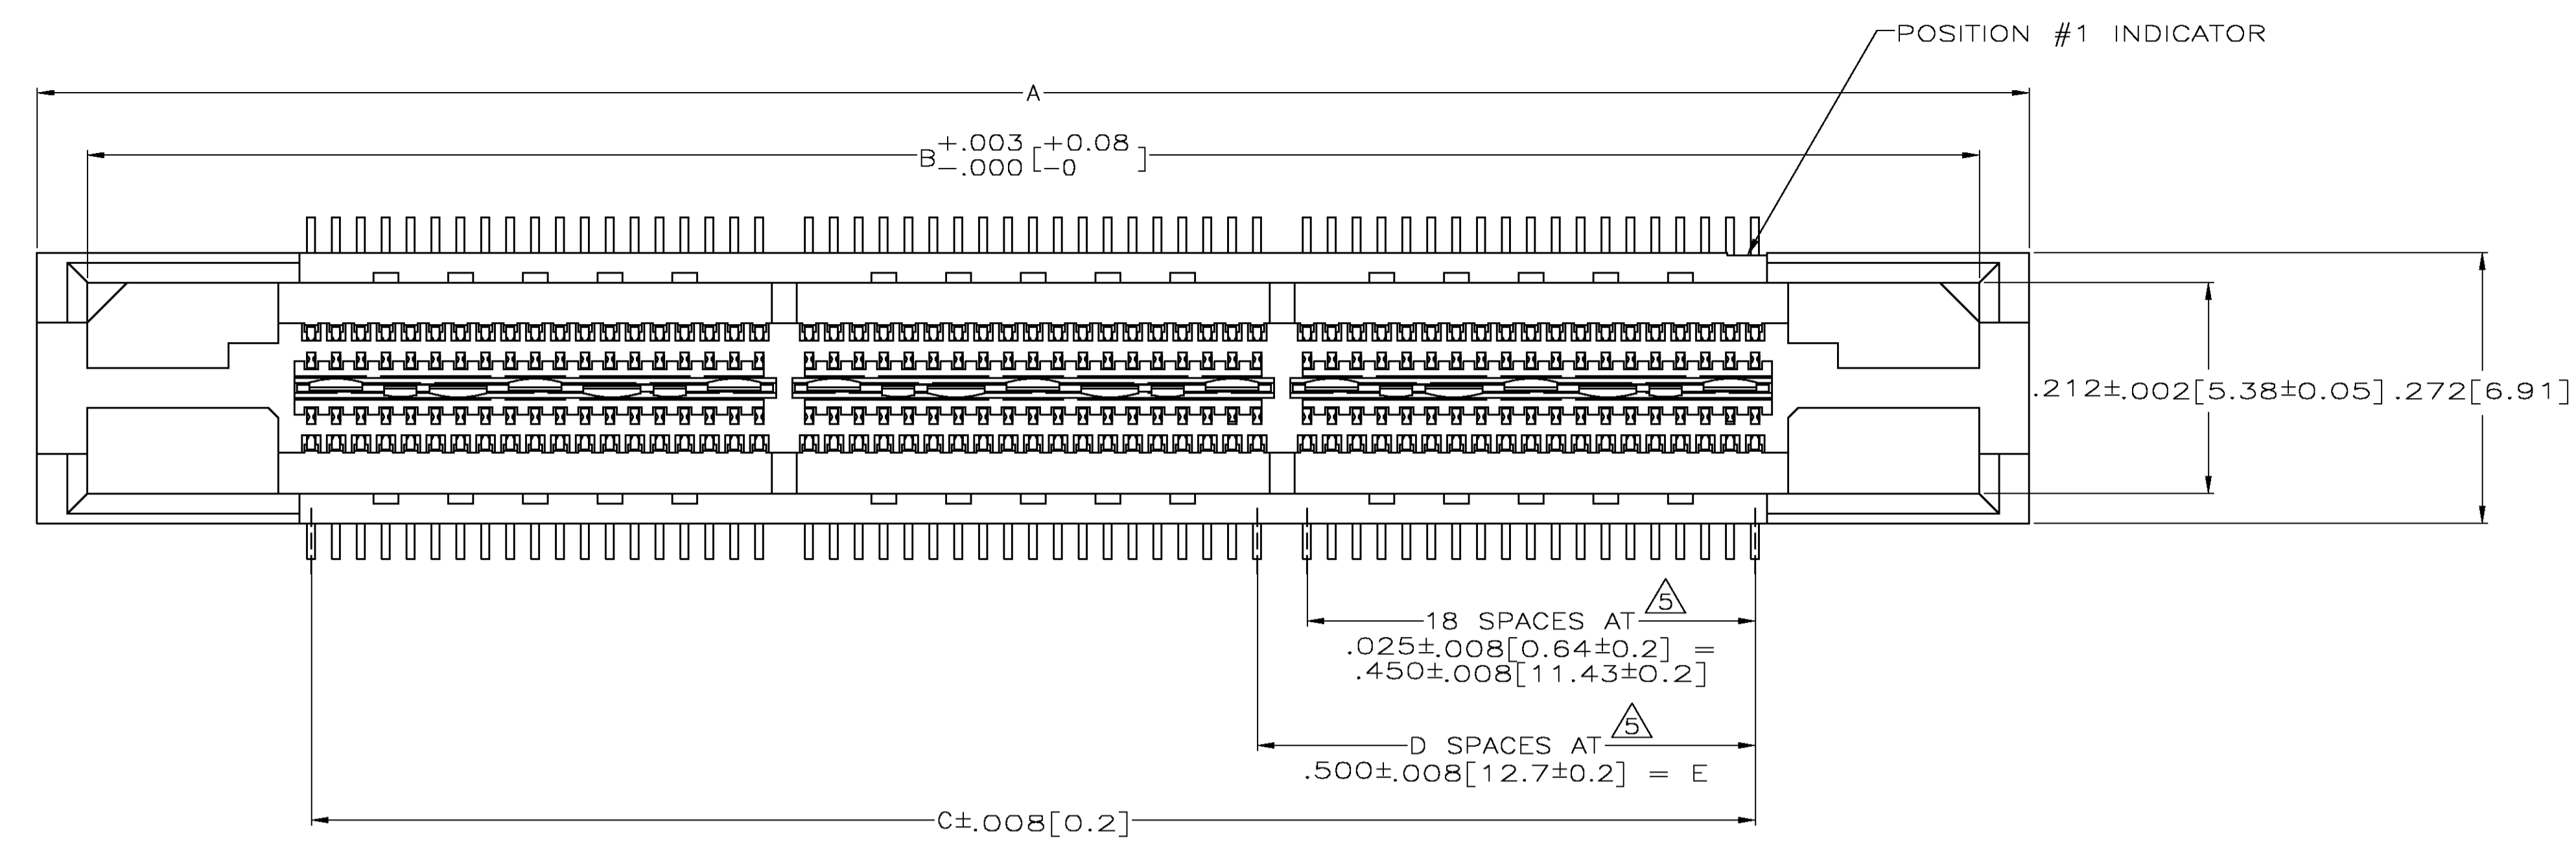 POSITION #1 INDICATOR
A
B +.003 [+0.08
-.000 [-0 ]
.212±.002[5.38±0.05] .272[6.91]
5
18 SPACES AT
.025±.008[0.64±0.2] =
.450±.008[11.43±0.2]
5
D SPACES AT
.500±.008[12.7±0.2] = E
C±.008[0.2]